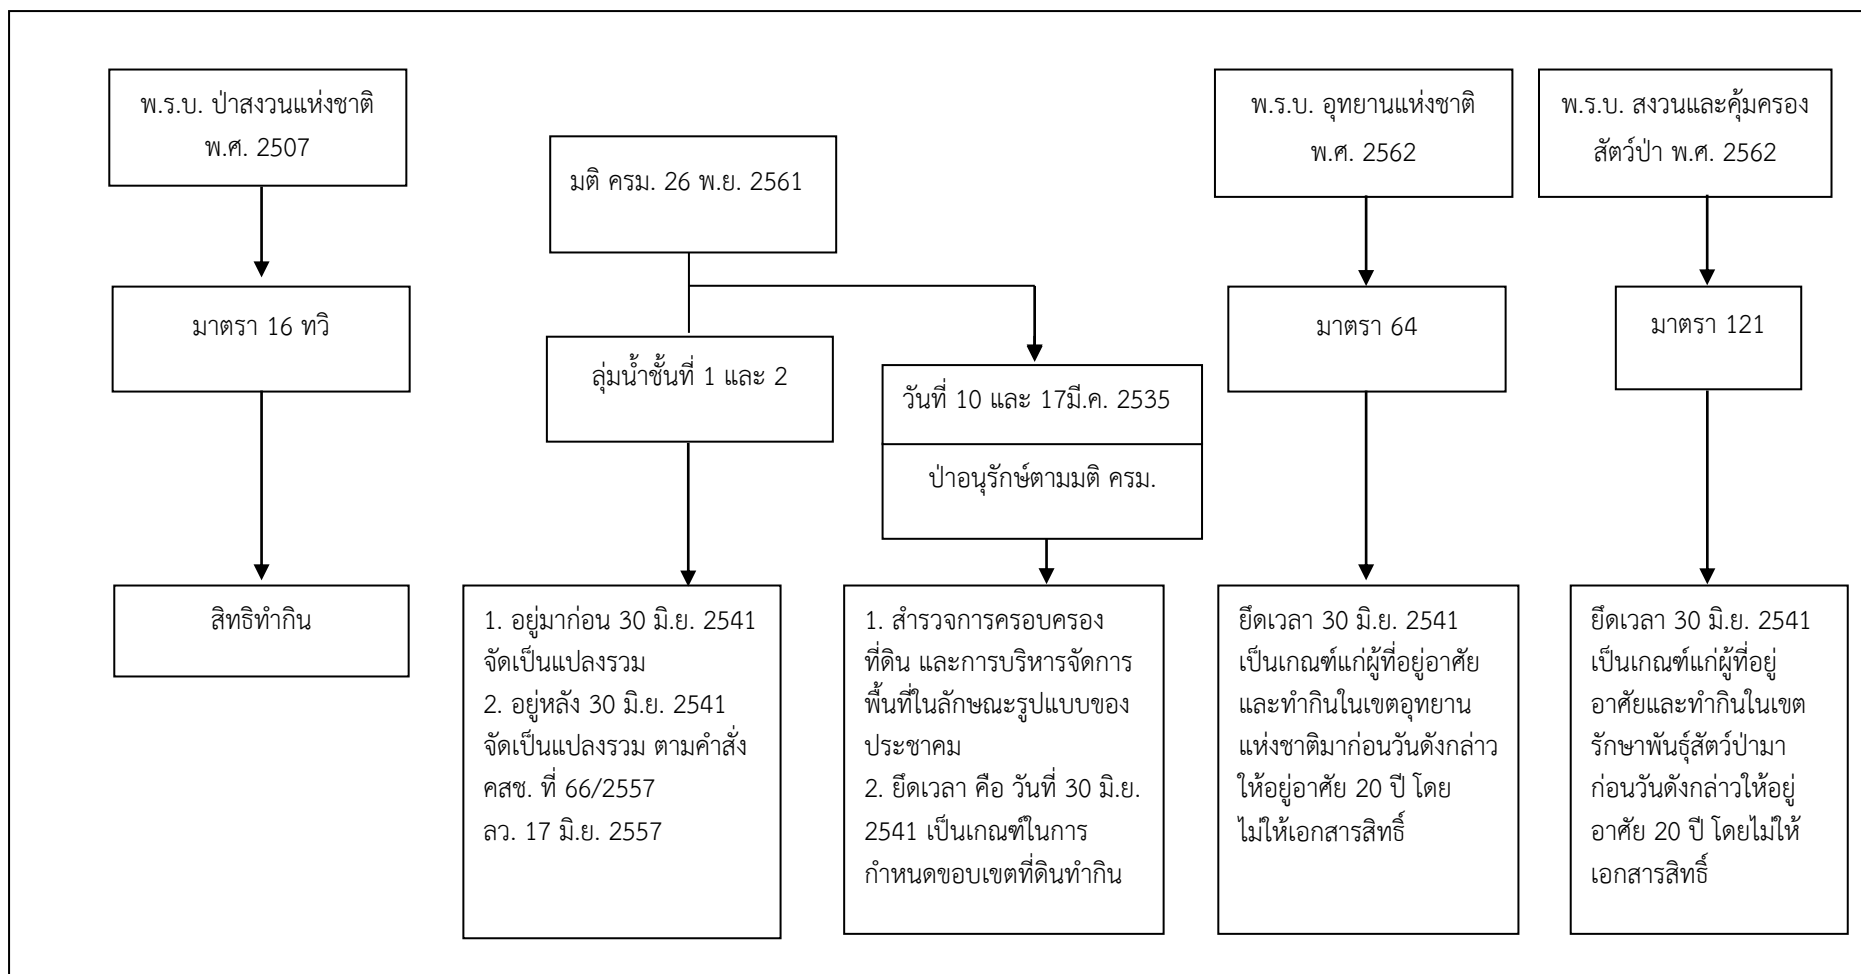 พ.ร.บ. ป่าสงวนแห่งชาติ
พ.ศ. 2507
มาตรา 16 ทวิ
สิทธิทำกิน
มติ ครม. 26 พ.ย. 2561
ลุ่มน้ำชั้นที่ 1 และ 2
1. อยู่มาก่อน 30 มิ.ย. 2541
จัดเป็นแปลงรวม
2. อยู่หลัง 30 มิ.ย. 2541
จัดเป็นแปลงรวม ตามคำสั่ง
คสช. ที่ 66/2557
ลว. 17 มิ.ย. 2557
วันที่ 10 และ 17มี.ค. 2535
ป่าอนุรักษ์ตามมติ ครม.
1. สำรวจการครอบครอง
ที่ดิน และการบริหารจัดการ
พื้นที่ในลักษณะรูปแบบของ
ประชาคม
2. ยึดเวลา คือ วันที่ 30 มิ.ย.
2541 เป็นเกณฑ์ในการ
กำหนดขอบเขตที่ดินทำกิน
พ.ร.บ. อุทยานแห่งชาติ
พ.ศ. 2562
มาตรา 64
ยึดเวลา 30 มิ.ย. 2541
เป็นเกณฑ์แก่ผู้ที่อยู่อาศัย
และทำกินในเขตอุทยาน
แห่งชาติมาก่อนวันดังกล่าว
ให้อยู่อาศัย 20 ปี โดย
ไม่ให้เอกสารสิทธิ์
พ.ร.บ. สงวนและคุ้มครอง
สัตว์ป่า พ.ศ. 2562
มาตรา 121
ยึดเวลา 30 มิ.ย. 2541
เป็นเกณฑ์แก่ผู้ที่อยู่
อาศัยและทำกินในเขต
รักษาพันธุ์สัตว์ป่ามา
ก่อนวันดังกล่าวให้อยู่
อาศัย 20 ปี โดยไม่ให้
เอกสารสิทธิ์